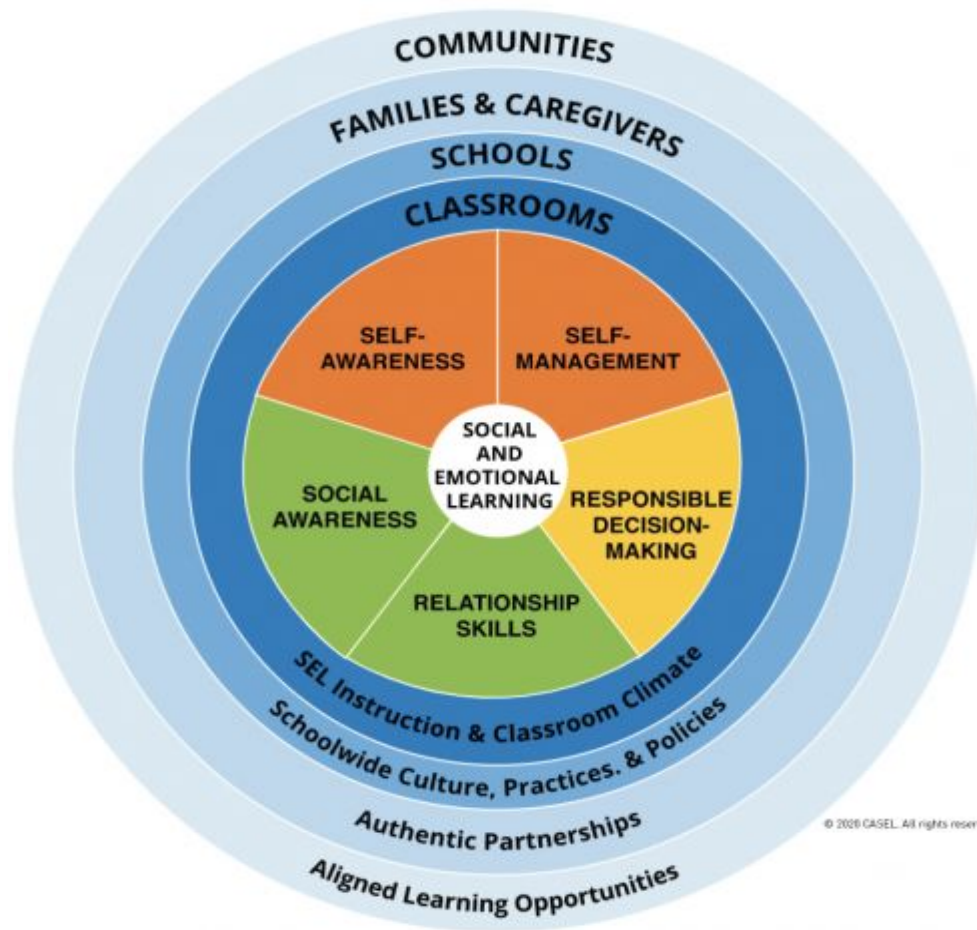 COMMUNITIES
FAMILIES & CAREGIVERS
SCHOOLS
CLASSROOMS
SELF-
AWARENESS
SELF-
MANAGEMENT
SOCIAL
AND
EMOTIONAL
LEARNING
SOCIAL
AWARENESS
RESPONSIBLE
DECISION-
MAKING
RELATIONSHIP
SKILLS
SEL Instruction & Classroom Climate
Schoolwide Culture, Practices. & Policies
Authentic Partnerships
Aligned Learning Opportunities
© 2020 CASEL. All rights reser